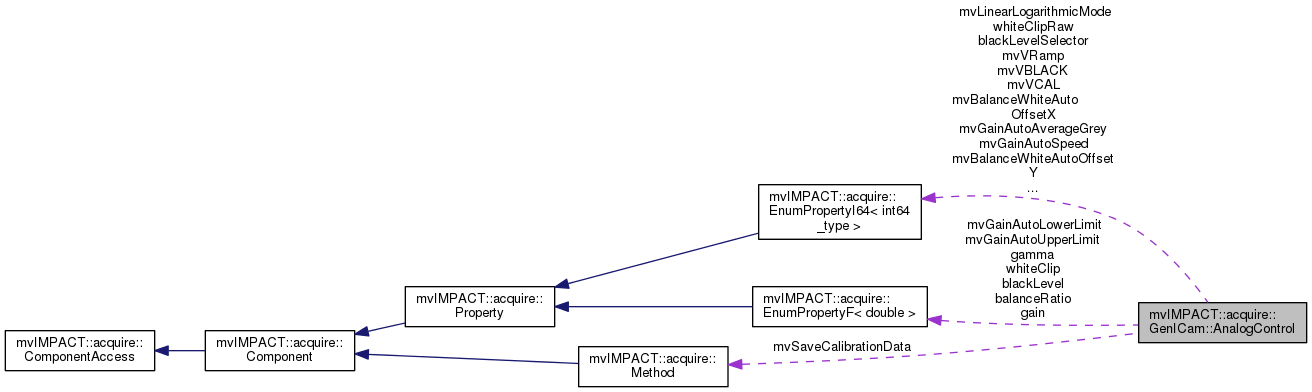 mvLinearLogarithmicMode
whiteClipRaw
blackLevelSelector
mvVRamp
mvVBLACK
mvVCAL
mvBalanceWhiteAuto
OffsetX
mvGainAutoAverageGrey
mvGainAutoSpeed
mvBalanceWhiteAutoOffset
Y
...
mvIMPACT::acquire::
EnumPropertyI64< int64
_type >
mvGainAutoLowerLimit
mvGainAutoUpperLimit
gamma
whiteClip
blackLevel
balanceRatio
gain
mvIMPACT::acquire::
Property
mvIMPACT::acquire::
EnumPropertyF< double >
mvIMPACT::acquire::
GenICam::AnalogControl
mvIMPACT::acquire::
ComponentAccess
mvIMPACT::acquire::
Component
mvSaveCalibrationData
mvIMPACT::acquire::
Method